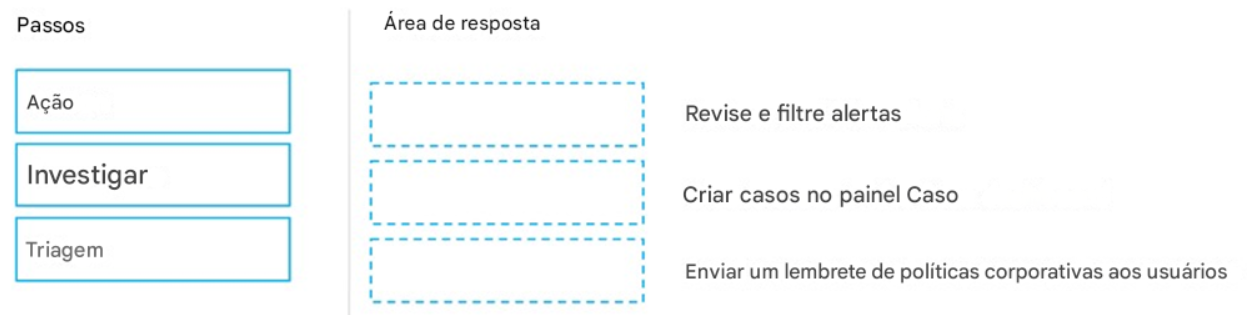 Passos
Área de resposta
Ação
Revise e filtre alertas
Investigar
Criar casos no painel Caso
Triagem
Enviar um lembrete de políticas corporativas aos usuários